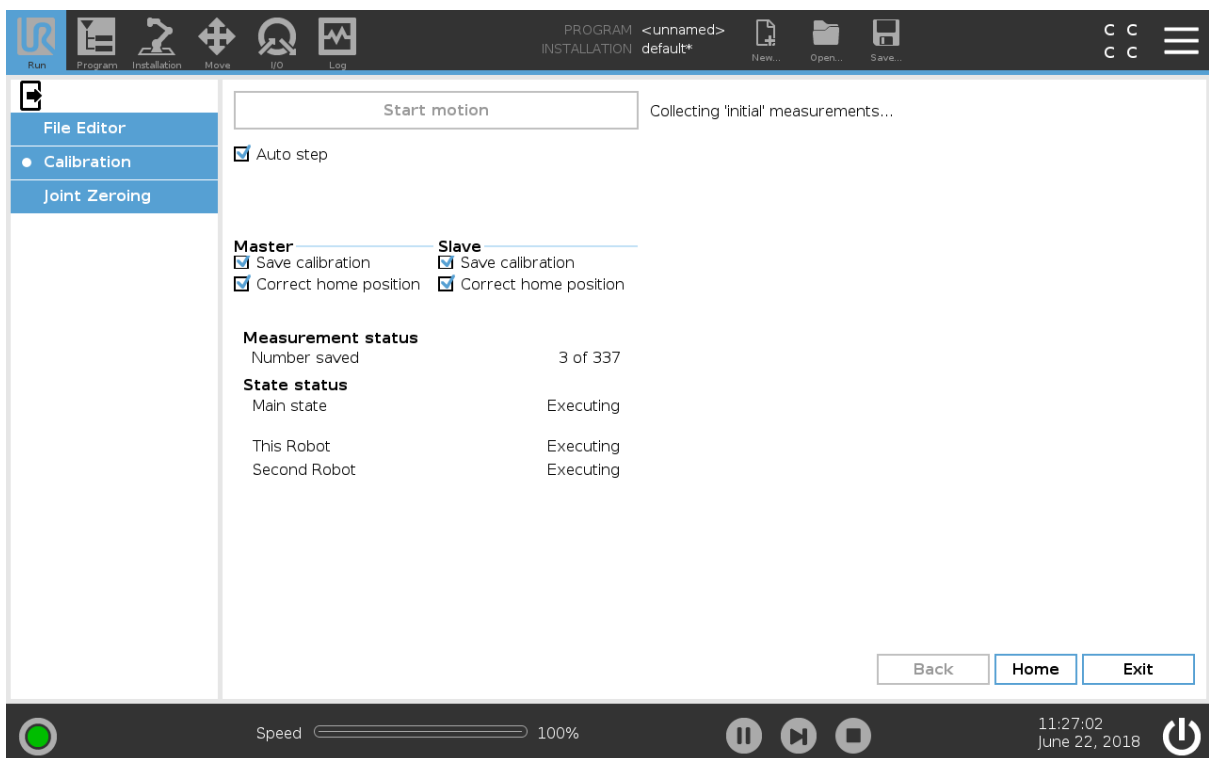 UR
PROGRAM <unnamed>
INSTALLATION default*
C C
C C
Run Program Installation Move I/O Log New... Open... Save...
File Editor
Calibration
Joint Zeroing
Start motion
Collecting 'initial' measurements...
Auto step
Master Slave
Save calibration Save calibration
Correct home position Correct home position
Measurement status
Number saved 3 of 337
State status
Main state Executing
This Robot Executing
Second Robot Executing
Back Home Exit
Speed 100%
11:27:02
June 22, 2018